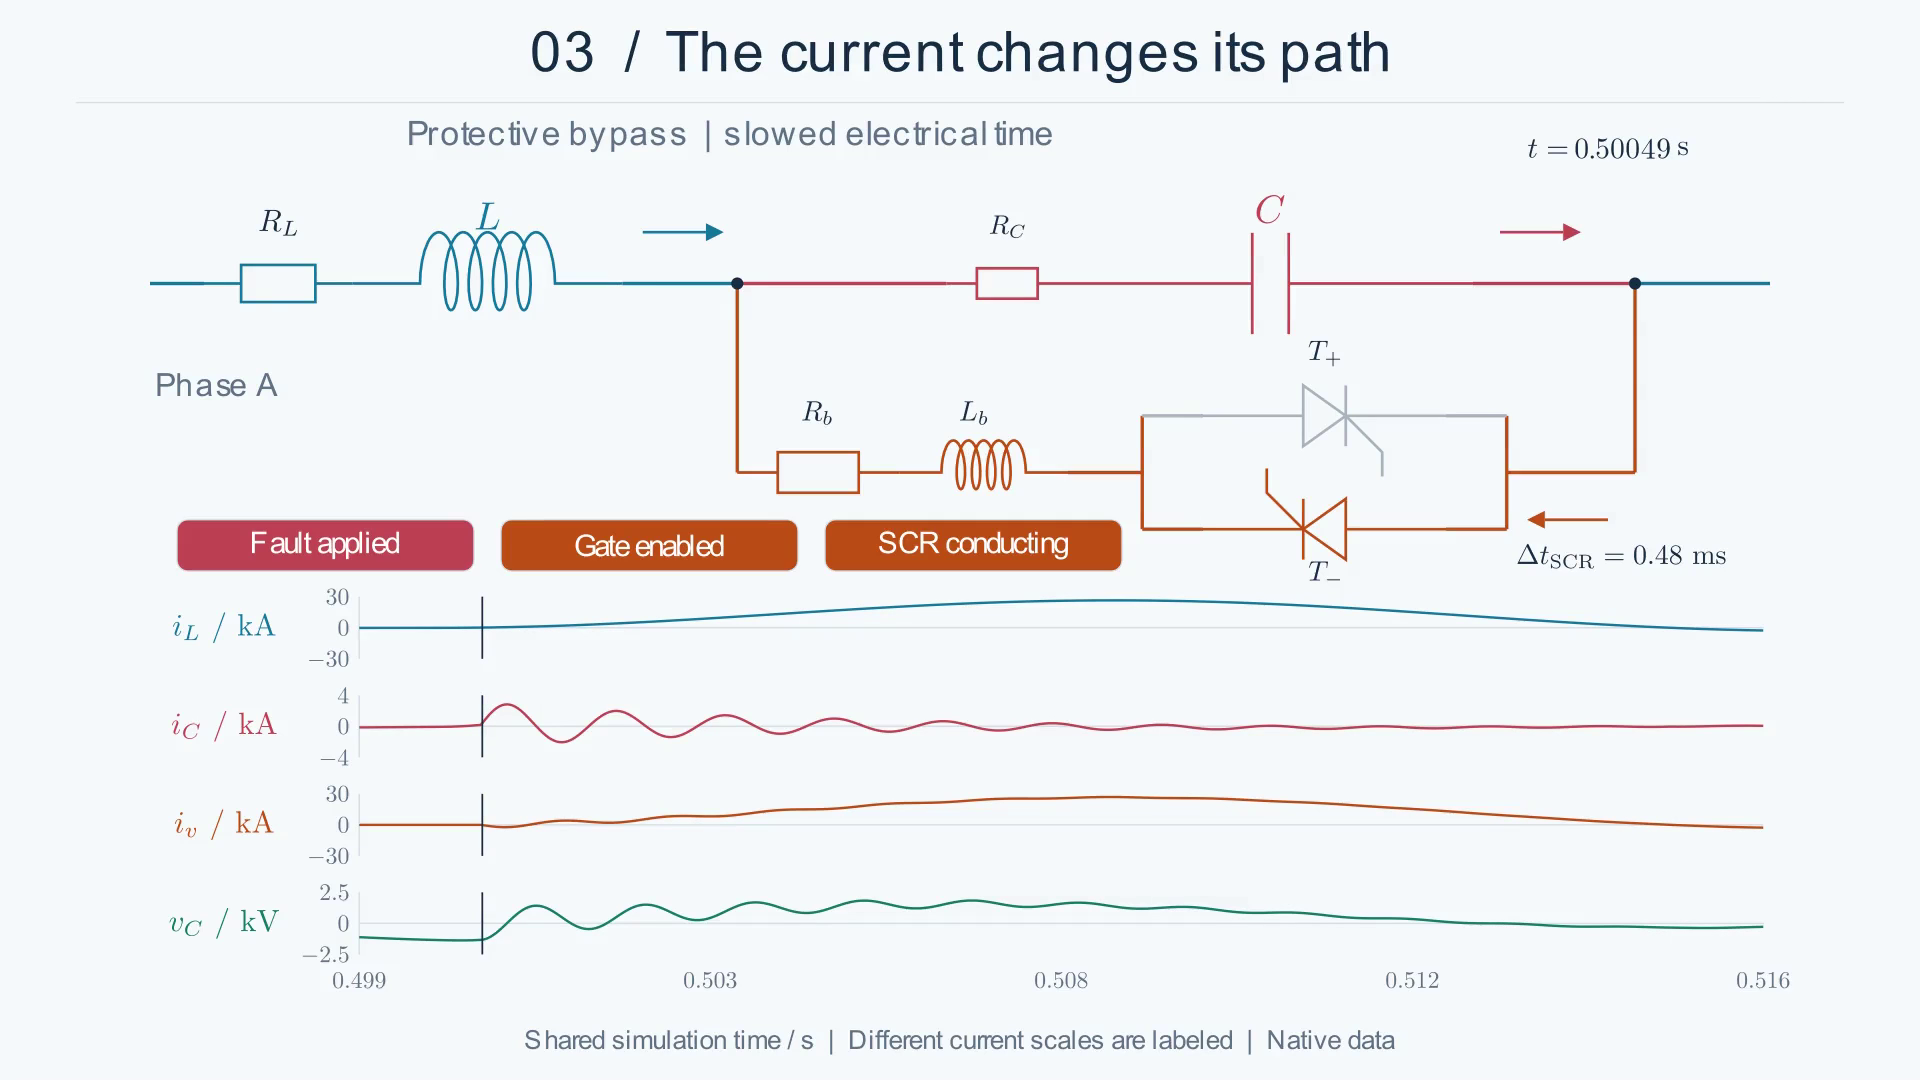 03 / The current changes its path
Protective bypass | slowed electrical time
t = 0.50049 s
R_L
L
R_C
C
T_+
Phase A
R_b
L_b
Fault applied
Gate enabled
SCR conducting
T_−
Δt_SCR = 0.48 ms
i_L / kA
30
0
−30
i_C / kA
4
0
−4
i_v / kA
30
0
−30
v_C / kV
2.5
0
−2.5
0.499 0.503 0.508 0.512 0.516
Shared simulation time / s | Different current scales are labeled | Native data